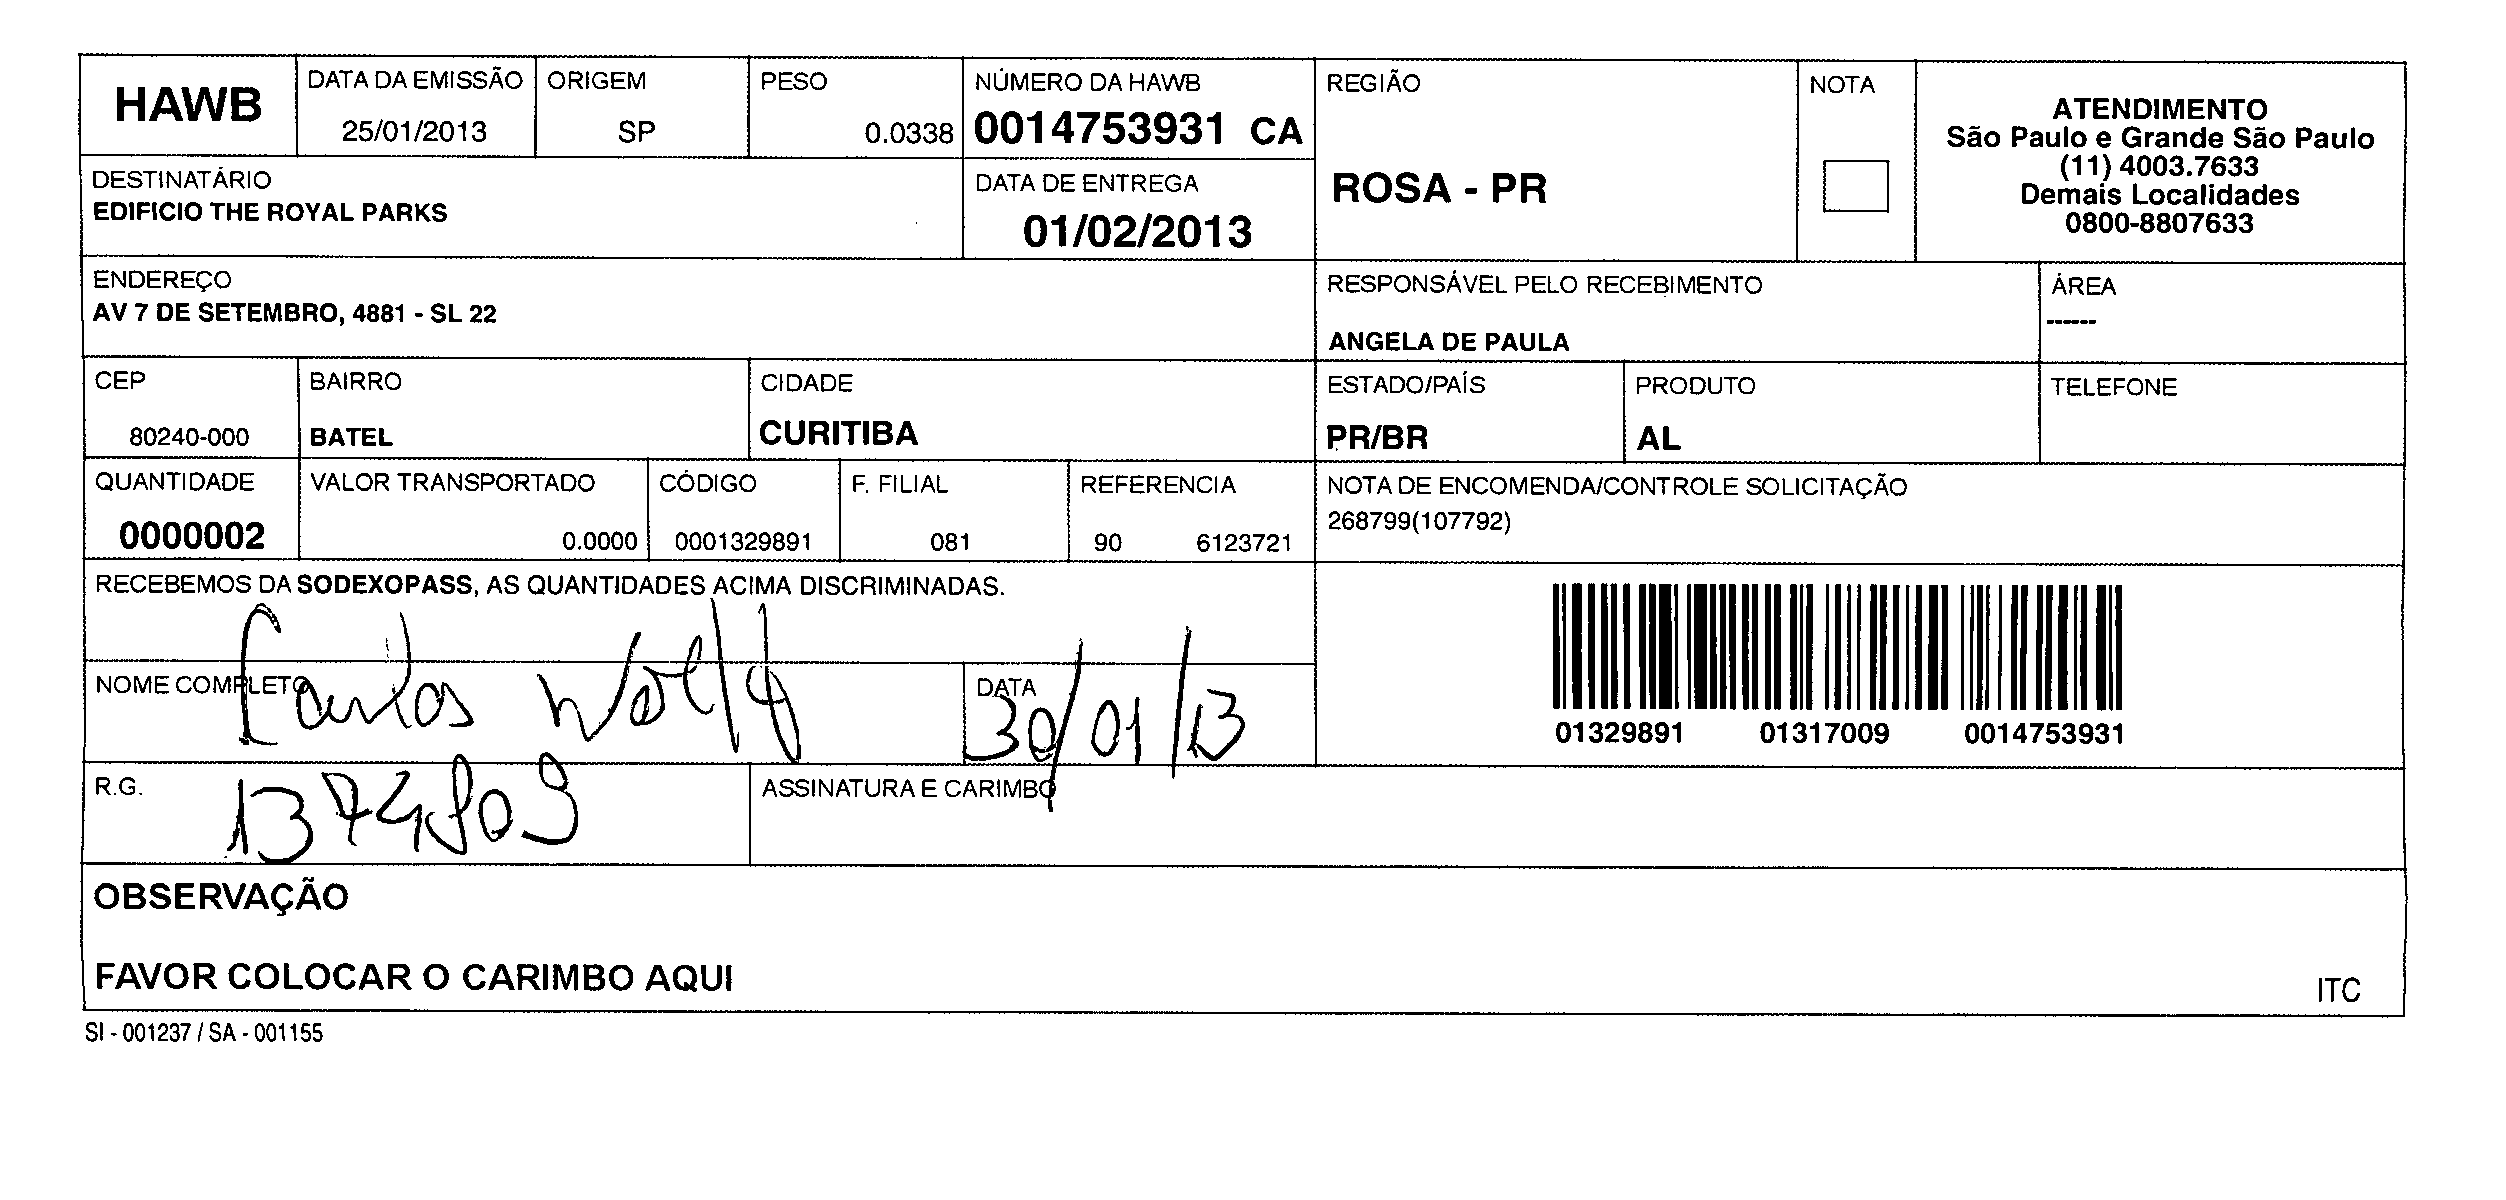 HAWB
DATA DA EMISSÃO
25/01/2013
ORIGEM
SP
PESO
0.0338
NÚMERO DA HAWB
0014753931 CA
REGIÃO
ROSA - PR
NOTA
ATENDIMENTO
São Paulo e Grande São Paulo
(11) 4003.7633
Demais Localidades
0800-8807633
DESTINATÁRIO
EDIFICIO THE ROYAL PARKS
DATA DE ENTREGA
01/02/2013
ENDEREÇO
AV 7 DE SETEMBRO, 4881 - SL 22
RESPONSÁVEL PELO RECEBIMENTO
ANGELA DE PAULA
ÁREA
------
CEP
80240-000
BAIRRO
BATEL
CIDADE
CURITIBA
ESTADO/PAÍS
PR/BR
PRODUTO
AL
TELEFONE
QUANTIDADE
0000002
VALOR TRANSPORTADO
0.0000
CÓDIGO
0001329891
F. FILIAL
081
REFERENCIA
90 6123721
NOTA DE ENCOMENDA/CONTROLE SOLICITAÇÃO
268799(107792)
RECEBEMOS DA SODEXOPASS, AS QUANTIDADES ACIMA DISCRIMINADAS.
NOME COMPLETO
Carlos
DATA
30/01/13
01329891 01317009 0014753931
R.G.
ASSINATURA E CARIMBO
OBSERVAÇÃO
FAVOR COLOCAR O CARIMBO AQUI
ITC
SI - 001237 / SA - 001155